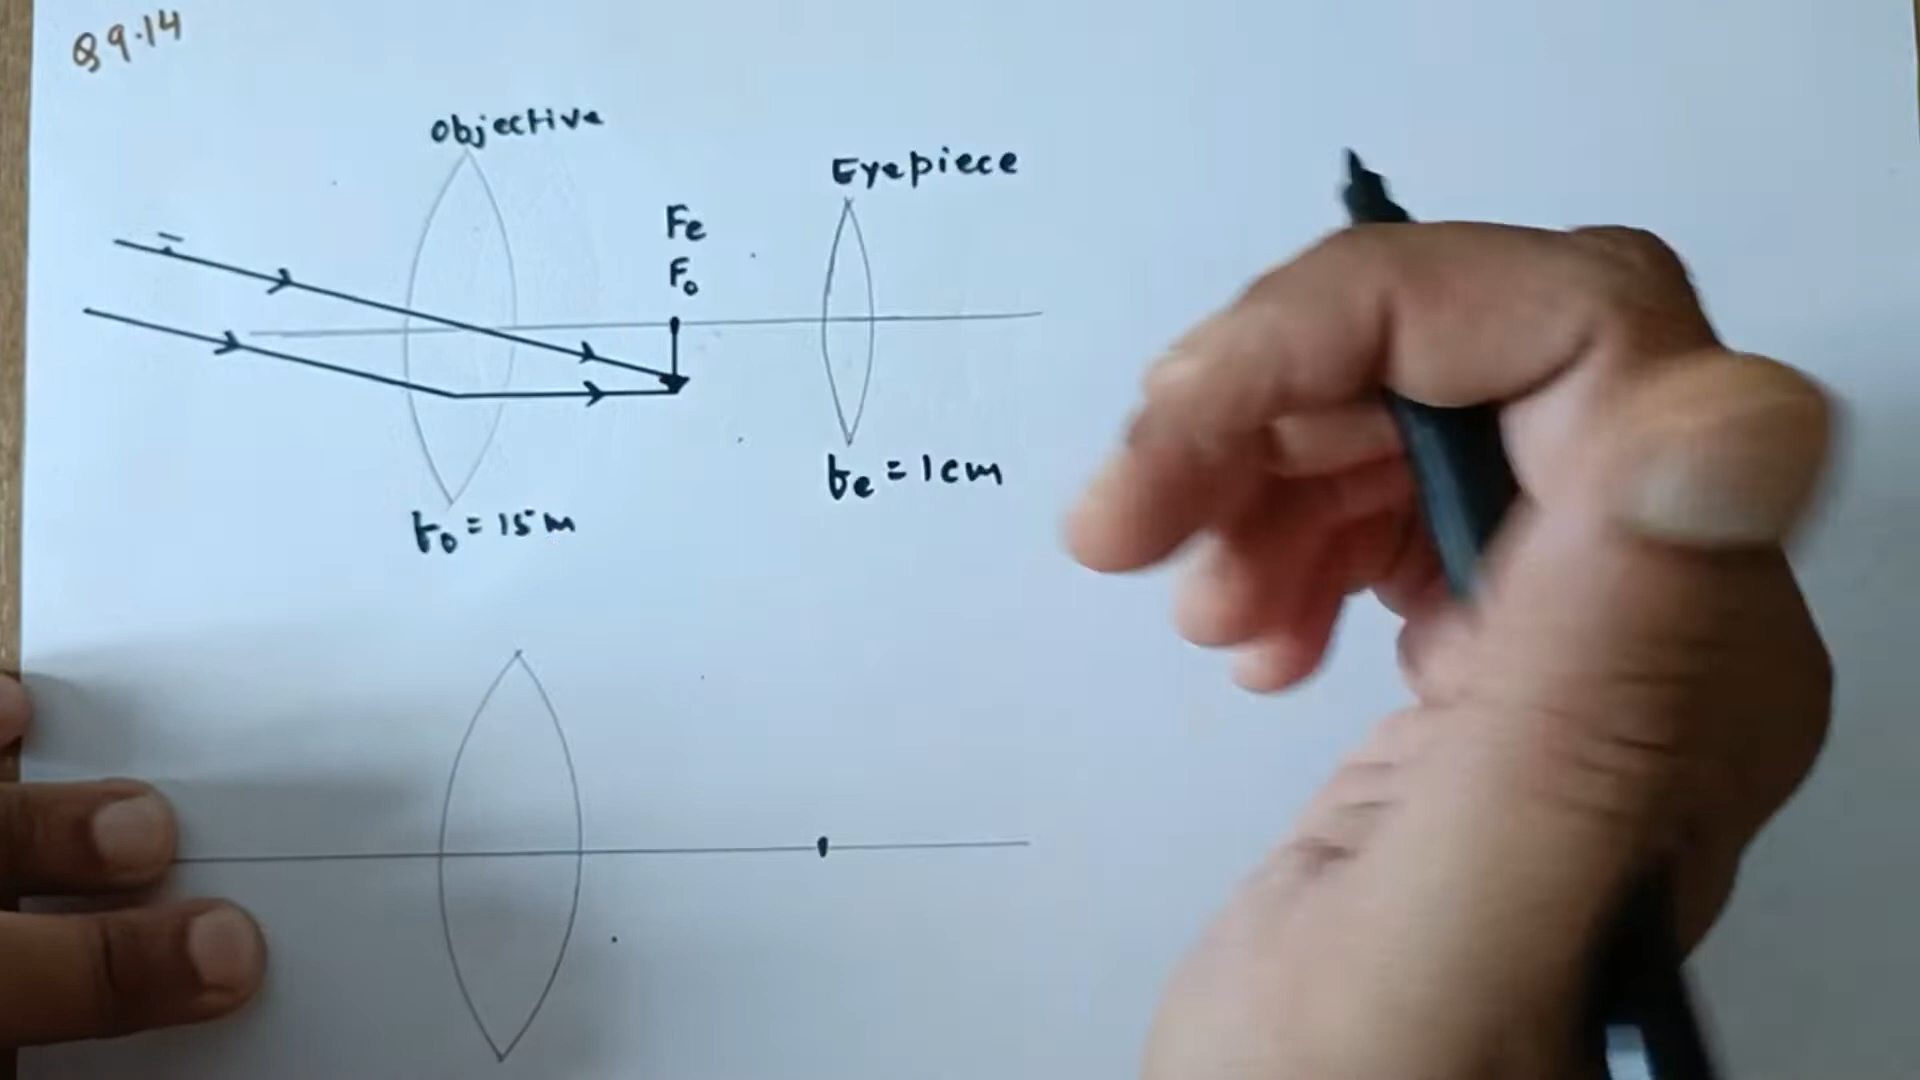 Q9.14
Objective
Eyepiece
Fe
Fo
fe = 1cm
fo = 15m